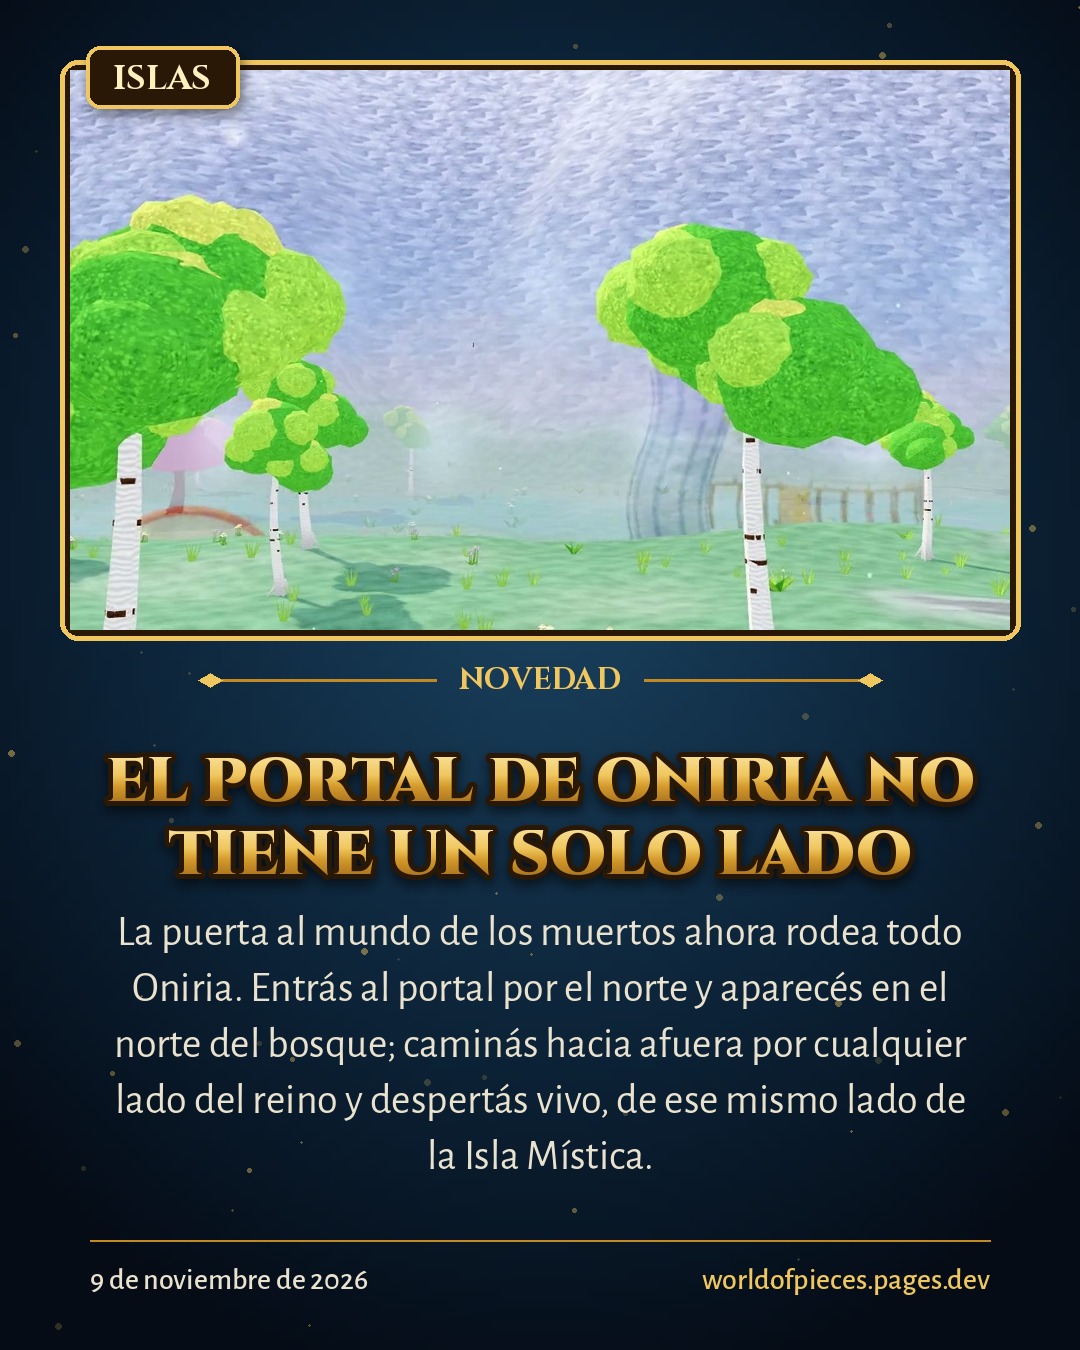 ISLAS
NOVEDAD
EL PORTAL DE ONIRIA NO
TIENE UN SOLO LADO
La puerta al mundo de los muertos ahora rodea todo
Oniria. Entrás al portal por el norte y aparecés en el
norte del bosque; caminás hacia afuera por cualquier
lado del reino y despertás vivo, de ese mismo lado de
la Isla Mística.
9 de noviembre de 2026
worldofpieces.pages.dev